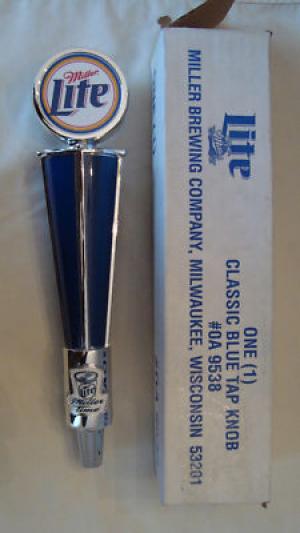 Miller
Lite
Lite
Miller
Time
Lite
Miller
ONE (1)
CLASSIC BLUE TAP KNOB
#0A 9538
MILLER BREWING COMPANY, MILWAUKEE, WISCONSIN 53201